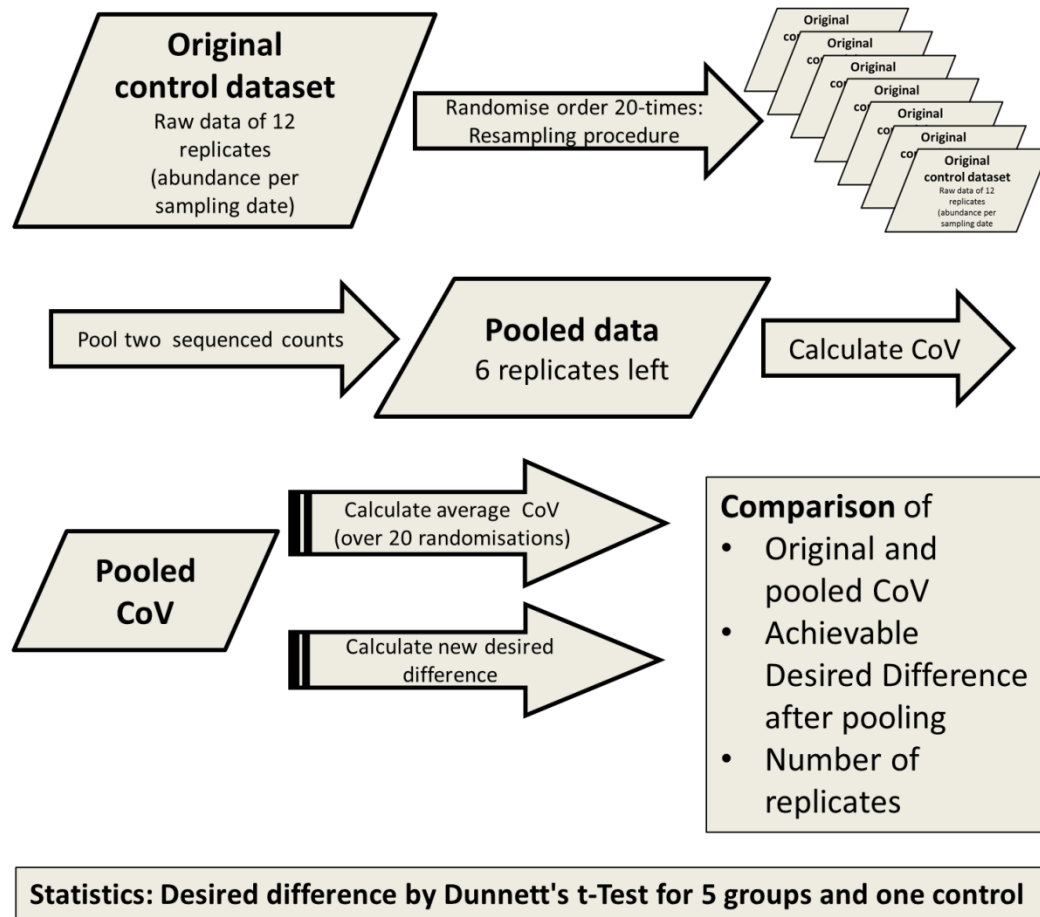 Original
control dataset
Raw data of 12
replicates
(abundance per
sampling date)
Randomise order 20-times:
Resampling procedure
Original
Original
Original
Original
Original
Original
Original
control dataset
Raw data of 12
replicates
(abundance per
sampling date
Pool two sequenced counts
Pooled data
6 replicates left
Calculate CoV
Pooled
CoV
Calculate average CoV
(over 20 randomisations)
Calculate new desired
difference
Comparison of
• Original and
pooled CoV
• Achievable
Desired Difference
after pooling
• Number of
replicates
Statistics: Desired difference by Dunnett's t-Test for 5 groups and one control